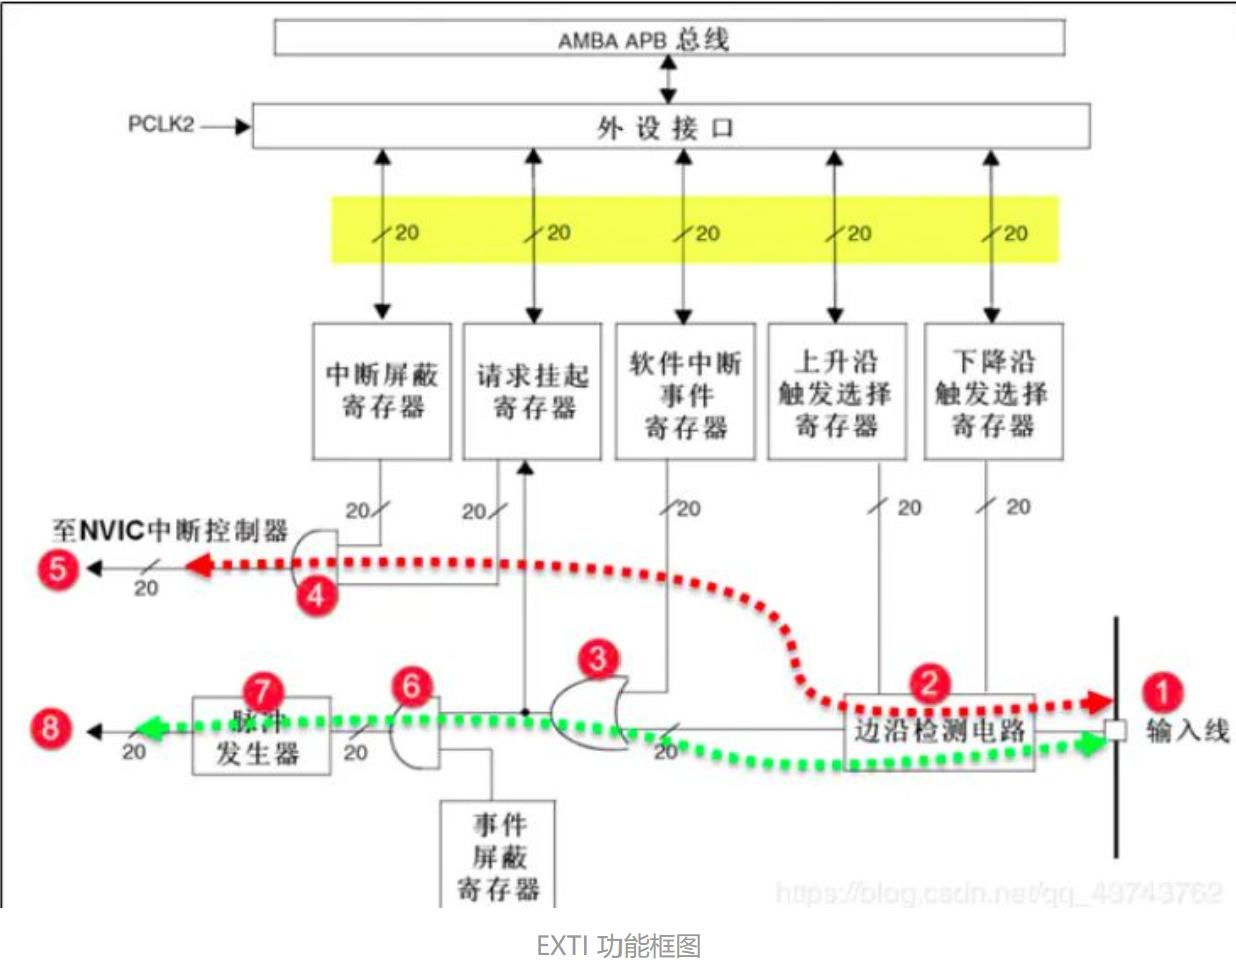 AMBA APB 总线
PCLK2
外设接口
20
20
20
20
20
中断屏蔽
寄存器
请求挂起
寄存器
软件中断
事件
寄存器
上升沿
触发选择
寄存器
下降沿
触发选择
寄存器
20
20
20
20
20
至NVIC中断控制器
5
20
4
3
2
1
输入线
边沿检测电路
20
6
7
脉冲
发生器
20
8
20
事件
屏蔽
寄存器
https://blog.csdn.net/qq_43743762
EXTI 功能框图